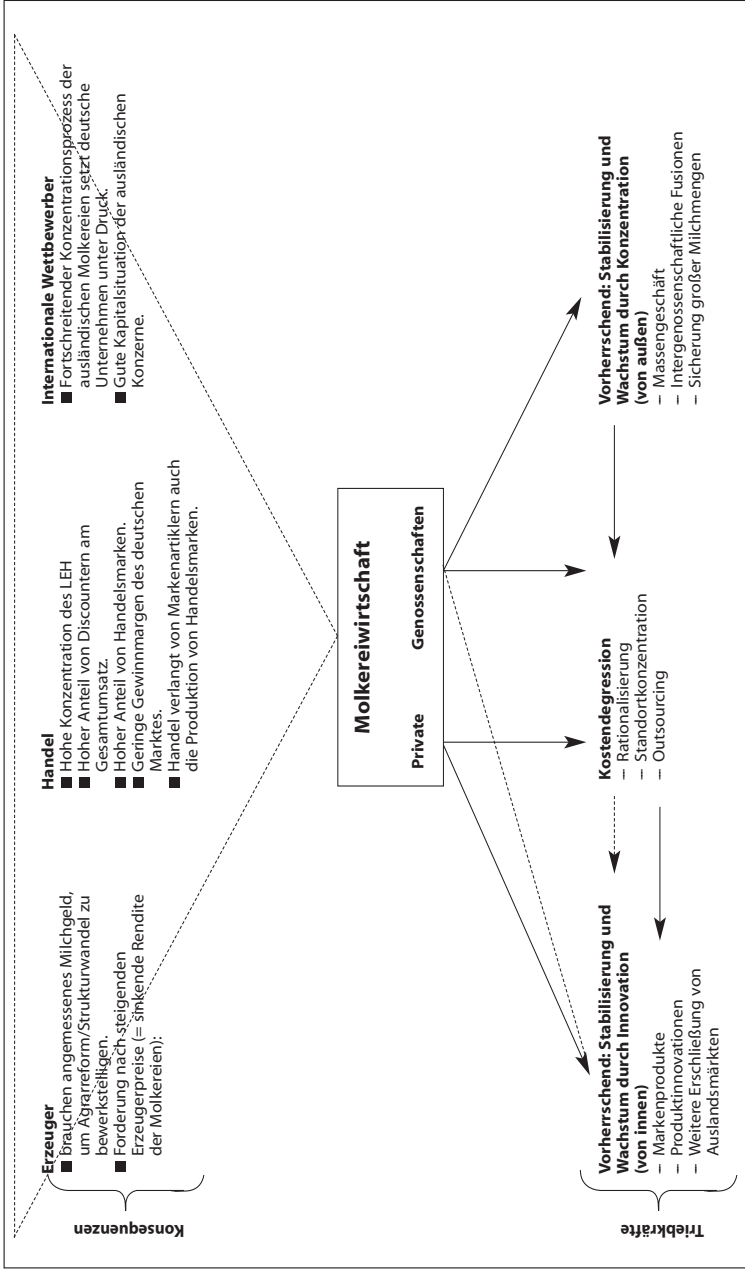 Konsequenzen
Erzeuger
■ brauchen angemessenes Milchgeld,
um Agrarreform/Strukturwandel zu
bewerkstelligen.
■ Forderung nach steigenden
Erzeugerpreise (= sinkende Rendite
der Molkereien):
Handel
■ Hohe Konzentration des LEH
■ Hoher Anteil von Discountern am
Gesamtumsatz.
■ Hoher Anteil von Handelsmarken.
■ Geringe Gewinnmargen des deutschen
Marktes.
■ Handel verlangt von Markenartiklern auch
die Produktion von Handelsmarken.
Internationale Wettbewerber
■ Fortschreitender Konzentrationsprozess der
ausländischen Molkereien setzt deutsche
Unternehmen unter Druck.
■ Gute Kapitalsituation der ausländischen
Konzerne.
Molkereiwirtschaft
Private Genossenschaften
Triebkräfte
Vorherrschend: Stabilisierung und
Wachstum durch Innovation
(von innen)
– Markenprodukte
– Produktinnovationen
– Weitere Erschließung von
Auslandsmärkten
Kostendegression
– Rationalisierung
– Standortkonzentration
– Outsourcing
Vorherrschend: Stabilisierung und
Wachstum durch Konzentration
(von außen)
– Massengeschäft
– Intergenossenschaftliche Fusionen
– Sicherung großer Milchmengen